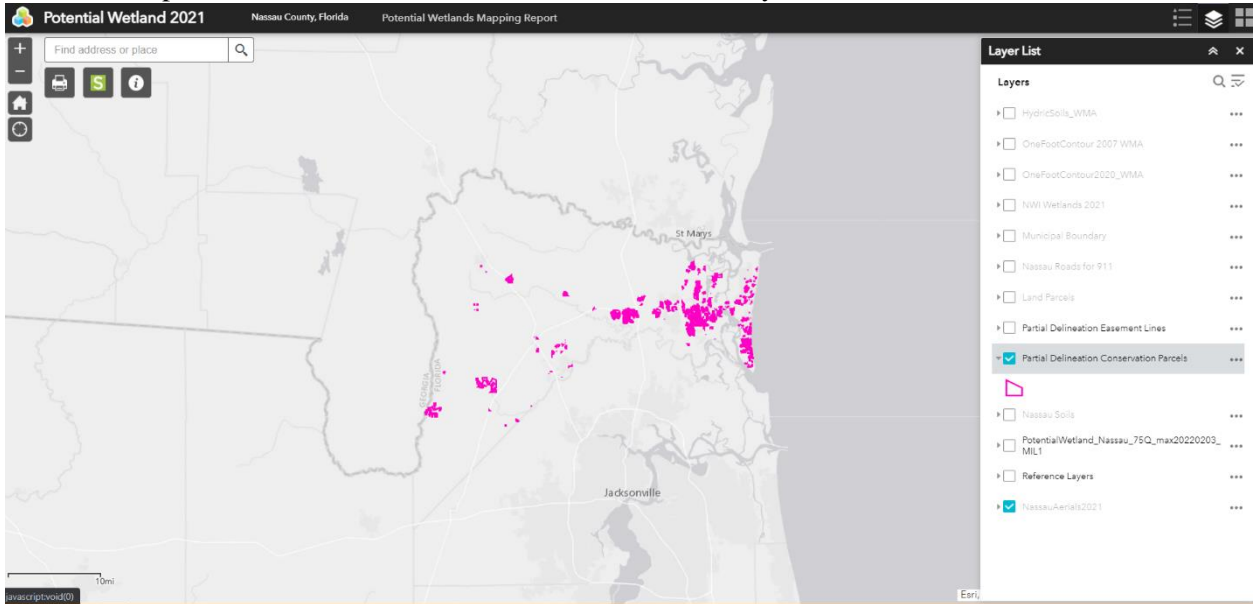 Potential Wetland 2021
Nassau County, Florida
Potential Wetlands Mapping Report
Find address or place
St Marys
GEORGIA
FLORIDA
Jacksonville
10mi
javascript:void(0)
Esri,
Layer List
Layers
HydricSoils_WMA
OneFootContour 2007 WMA
OneFootContour2020_WMA
NWI Wetlands 2021
Municipal Boundary
Nassau Roads for 911
Land Parcels
Partial Delineation Easement Lines
Partial Delineation Conservation Parcels
Nassau Soils
PotentialWetland_Nassau_75Q_max20220203_
MIL1
Reference Layers
NassauAerials2021